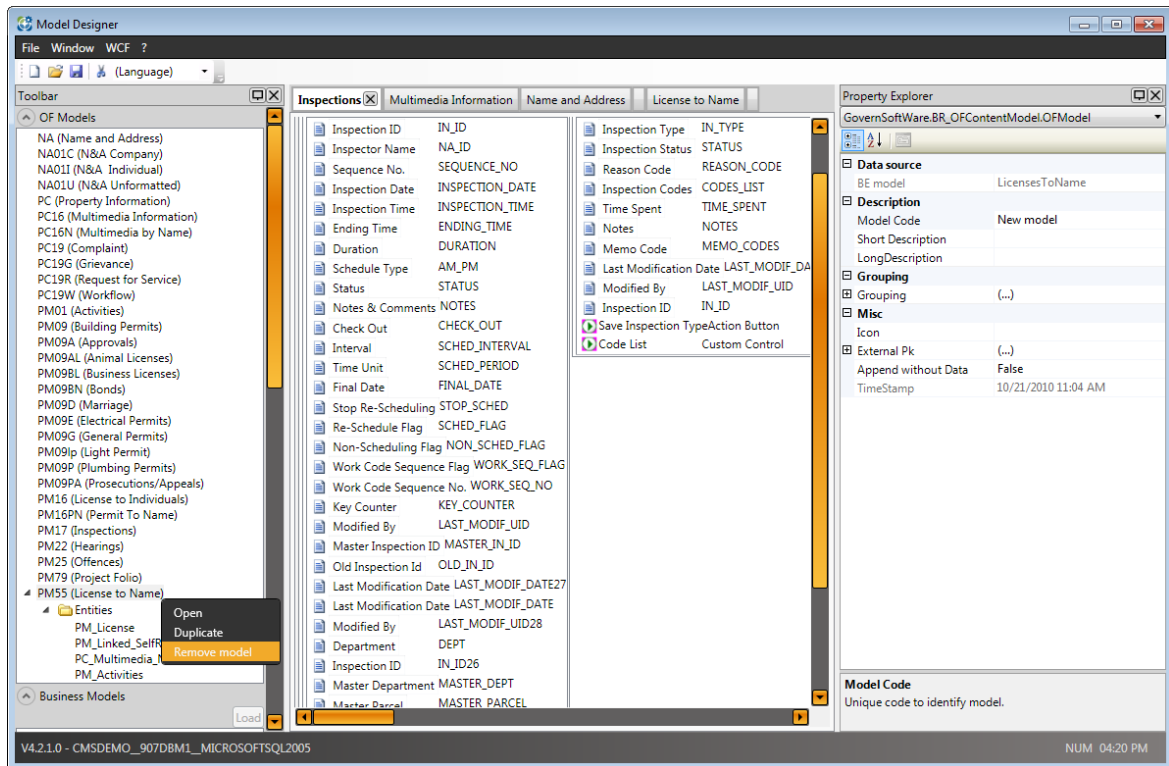 Model Designer
File Window WCF ?
(Language)
Toolbar
OF Models
NA (Name and Address)
NA01C (N&A Company)
NA01I (N&A  Individual)
NA01U (N&A Unformatted)
PC (Property Information)
PC16 (Multimedia Information)
PC16N (Multimedia by Name)
PC19 (Complaint)
PC19G (Grievance)
PC19R (Request for Service)
PC19W (Workflow)
PM01 (Activities)
PM09 (Building Permits)
PM09A (Approvals)
PM09AL (Animal Licenses)
PM09BL (Business Licenses)
PM09BN (Bonds)
PM09D (Marriage)
PM09E (Electrical Permits)
PM09G (General Permits)
PM09lp (Light Permit)
PM09P (Plumbing Permits)
PM09PA (Prosecutions/Appeals)
PM16 (License to Individuals)
PM16PN (Permit To Name)
PM17 (Inspections)
PM22 (Hearings)
PM25 (Offences)
PM79 (Project Folio)
PM55 (License to Name)
Entities
PM_License
PM_Linked_SelfR
PC_Multimedia_N
PM_Activities
Open
Duplicate
Remove model
Business Models
Load
Inspections Multimedia Information Name and Address License to Name
Inspection ID IN_ID
Inspector Name NA_ID
Sequence No. SEQUENCE_NO
Inspection Date INSPECTION_DATE
Inspection Time INSPECTION_TIME
Ending Time ENDING_TIME
Duration DURATION
Schedule Type AM_PM
Status STATUS
Notes & Comments NOTES
Check Out CHECK_OUT
Interval SCHED_INTERVAL
Time Unit SCHED_PERIOD
Final Date FINAL_DATE
Stop Re-Scheduling STOP_SCHED
Re-Schedule Flag SCHED_FLAG
Non-Scheduling Flag NON_SCHED_FLAG
Work Code Sequence Flag WORK_SEQ_FLAG
Work Code Sequence No. WORK_SEQ_NO
Key Counter KEY_COUNTER
Modified By LAST_MODIF_UID
Master Inspection ID MASTER_IN_ID
Old Inspection Id OLD_IN_ID
Last Modification Date LAST_MODIF_DATE27
Last Modification Date LAST_MODIF_DATE
Modified By LAST_MODIF_UID28
Department DEPT
Inspection ID IN_ID26
Master Department MASTER_DEPT
Master Parcel MASTER_PARCEL
Inspection Type IN_TYPE
Inspection Status STATUS
Reason Code REASON_CODE
Inspection Codes CODES_LIST
Time Spent TIME_SPENT
Notes NOTES
Memo Code MEMO_CODES
Last Modification Date LAST_MODIF_DA
Modified By LAST_MODIF_UID
Inspection ID IN_ID
Save Inspection TypeAction Button
Code List Custom Control
Property Explorer
GovernSoftWare.BR_OFContentModel.OFModel
Data source
BE model LicensesToName
Description
Model Code New model
Short Description
LongDescription
Grouping
Grouping (...)
Misc
Icon
External Pk (...)
Append without Data False
TimeStamp 10/21/2010 11:04 AM
Model Code
Unique code to identify model.
V4.2.1.0 - CMSDEMO_907DBM1_MICROSOFTSQL2005
NUM 04:20 PM